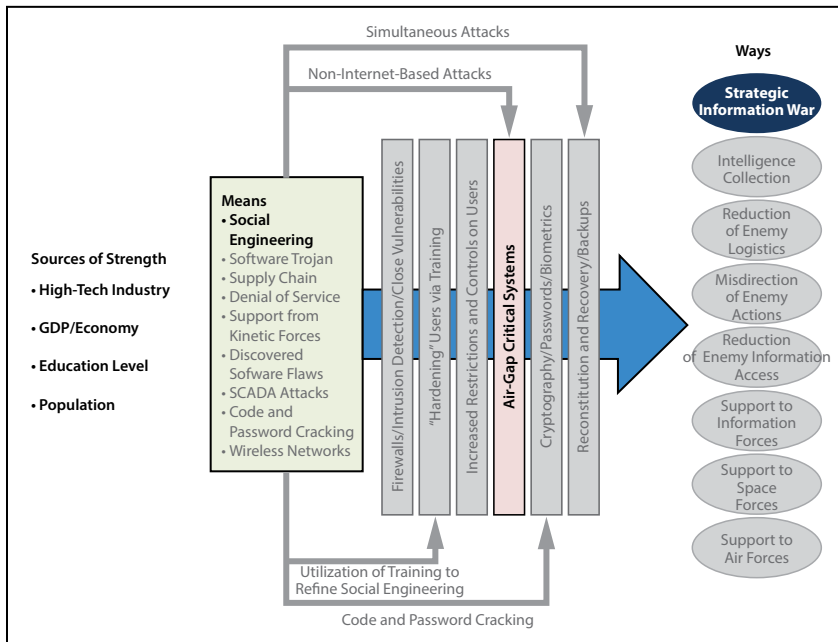 Simultaneous Attacks
Non-Internet-Based Attacks
Sources of Strength
• High-Tech Industry
• GDP/Economy
• Education Level
• Population
Means
• Social
Engineering
• Software Trojan
• Supply Chain
• Denial of Service
• Support from
Kinetic Forces
• Discovered
Sofware Flaws
• SCADA Attacks
• Code and
Password Cracking
• Wireless Networks
Firewalls/Intrusion Detection/Close Vulnerabilities
"Hardening" Users via Training
Increased Restrictions and Controls on Users
Air-Gap Critical Systems
Cryptography/Passwords/Biometrics
Reconstitution and Recovery/Backups
Utilization of Training to
Refine Social Engineering
Code and Password Cracking
Ways
Strategic
Information War
Intelligence
Collection
Reduction
of Enemy
Logistics
Misdirection
of Enemy
Actions
Reduction
of Enemy Information
Access
Support to
Information
Forces
Support to
Space
Forces
Support to
Air Forces